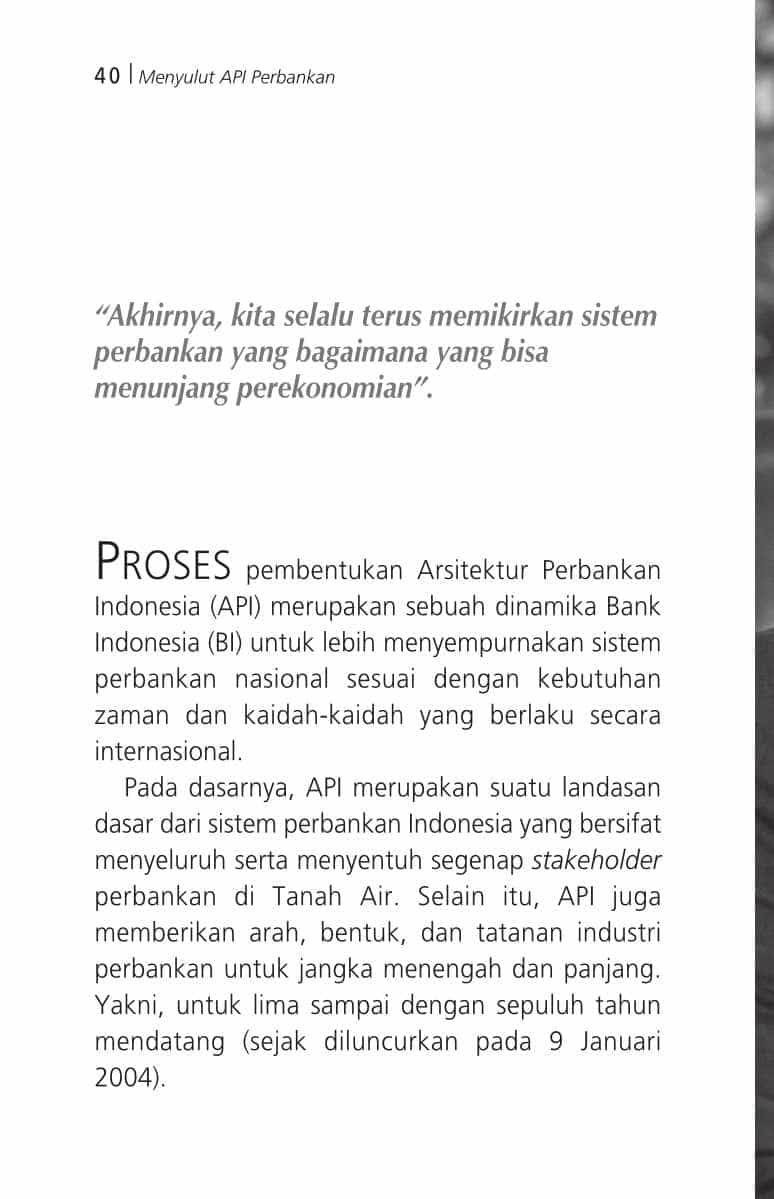 40 | Menyulut API Perbankan
“Akhirnya, kita selalu terus memikirkan sistem
perbankan yang bagaimana yang bisa
menunjang perekonomian”.
PROSES pembentukan Arsitektur Perbankan
Indonesia (API) merupakan sebuah dinamika Bank
Indonesia (BI) untuk lebih menyempurnakan sistem
perbankan nasional sesuai dengan kebutuhan
zaman dan kaidah-kaidah yang berlaku secara
internasional.
Pada dasarnya, API merupakan suatu landasan
dasar dari sistem perbankan Indonesia yang bersifat
menyeluruh serta menyentuh segenap stakeholder
perbankan di Tanah Air. Selain itu, API juga
memberikan arah, bentuk, dan tatanan industri
perbankan untuk jangka menengah dan panjang.
Yakni, untuk lima sampai dengan sepuluh tahun
mendatang (sejak diluncurkan pada 9 Januari
2004).